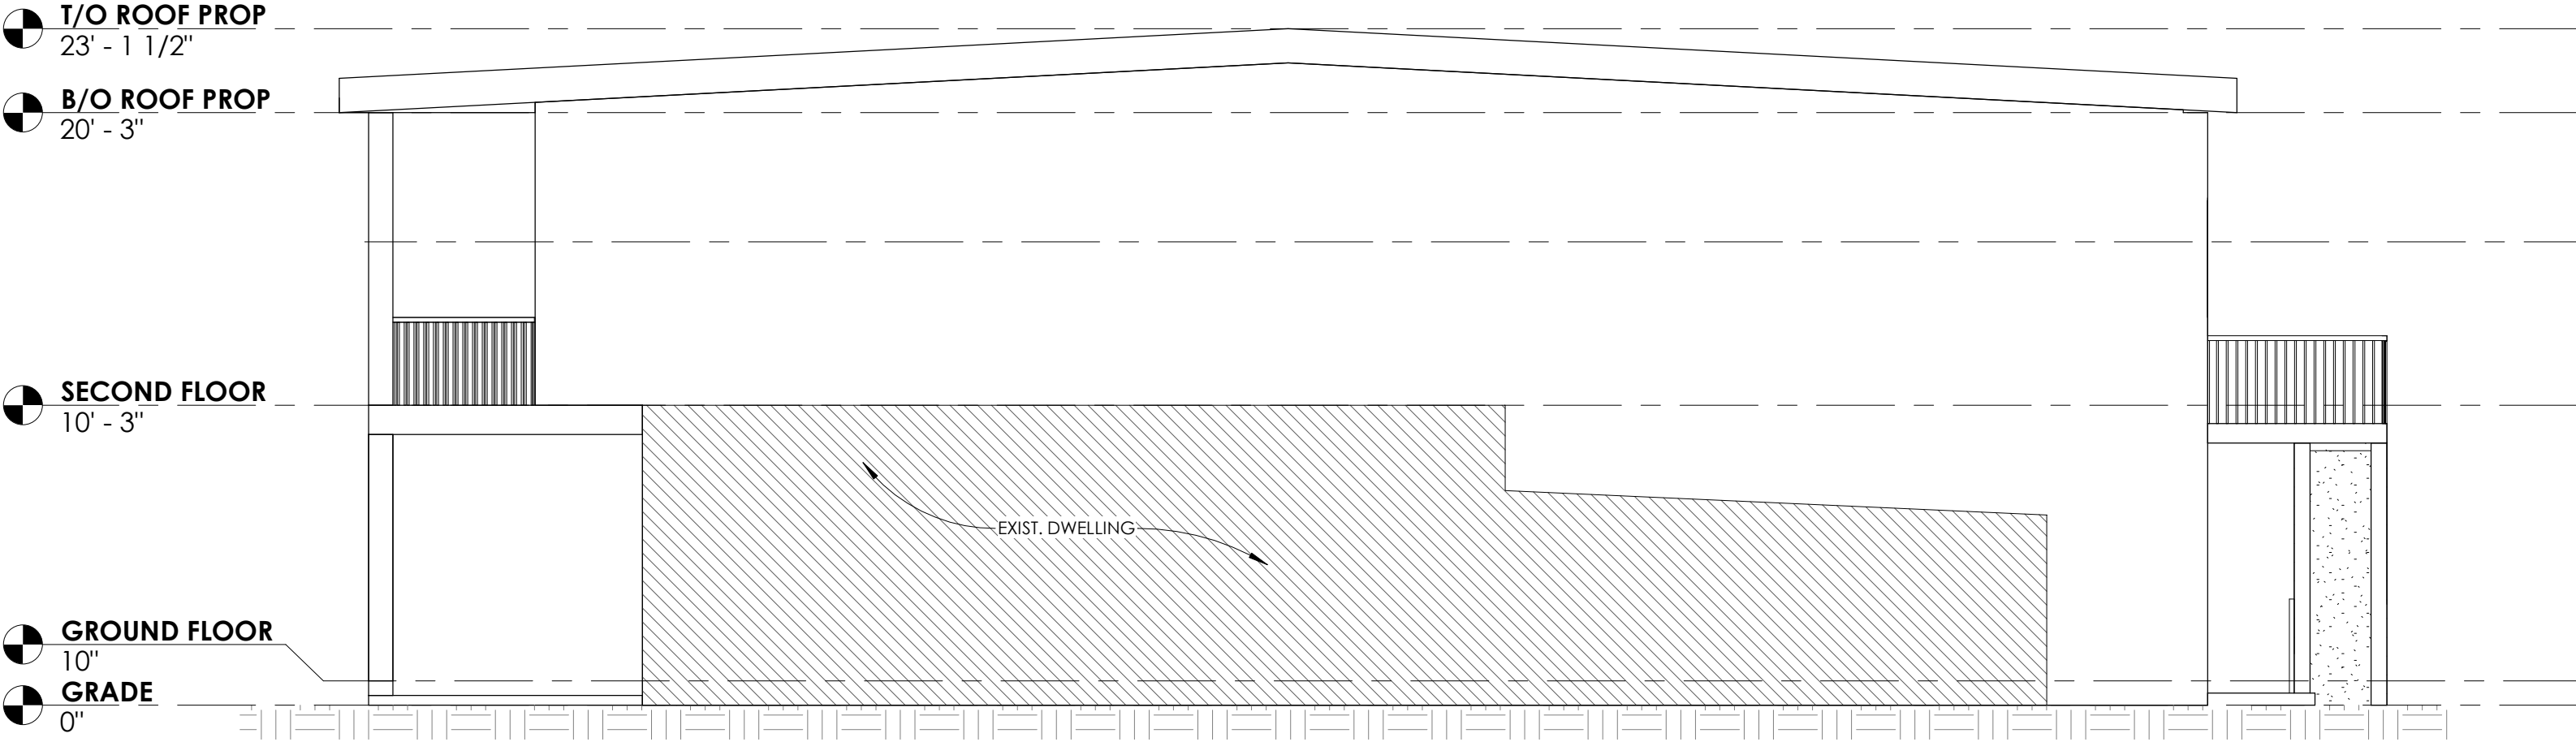 T/O ROOF PROP
23' - 1 1/2"
B/O ROOF PROP
20' - 3"
SECOND FLOOR
10' - 3"
EXIST. DWELLING
GROUND FLOOR
10"
GRADE
0"